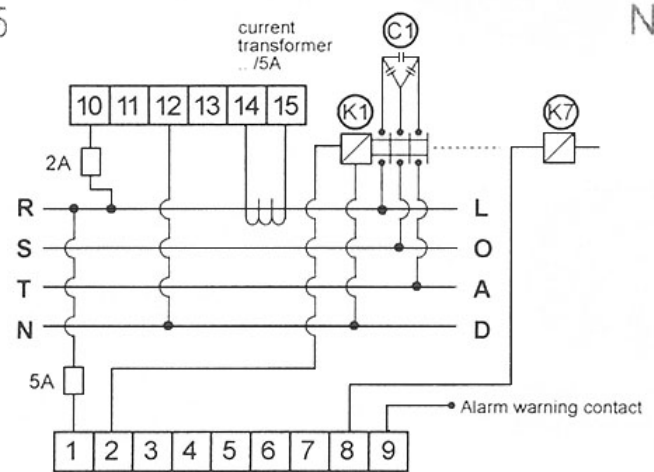 5
N
current
transformer
.. /5A
C1
10 11 12 13 14 15
K1
K7
2A
R
L
S
O
T
A
N
D
5A
Alarm warning contact
1 2 3 4 5 6 7 8 9